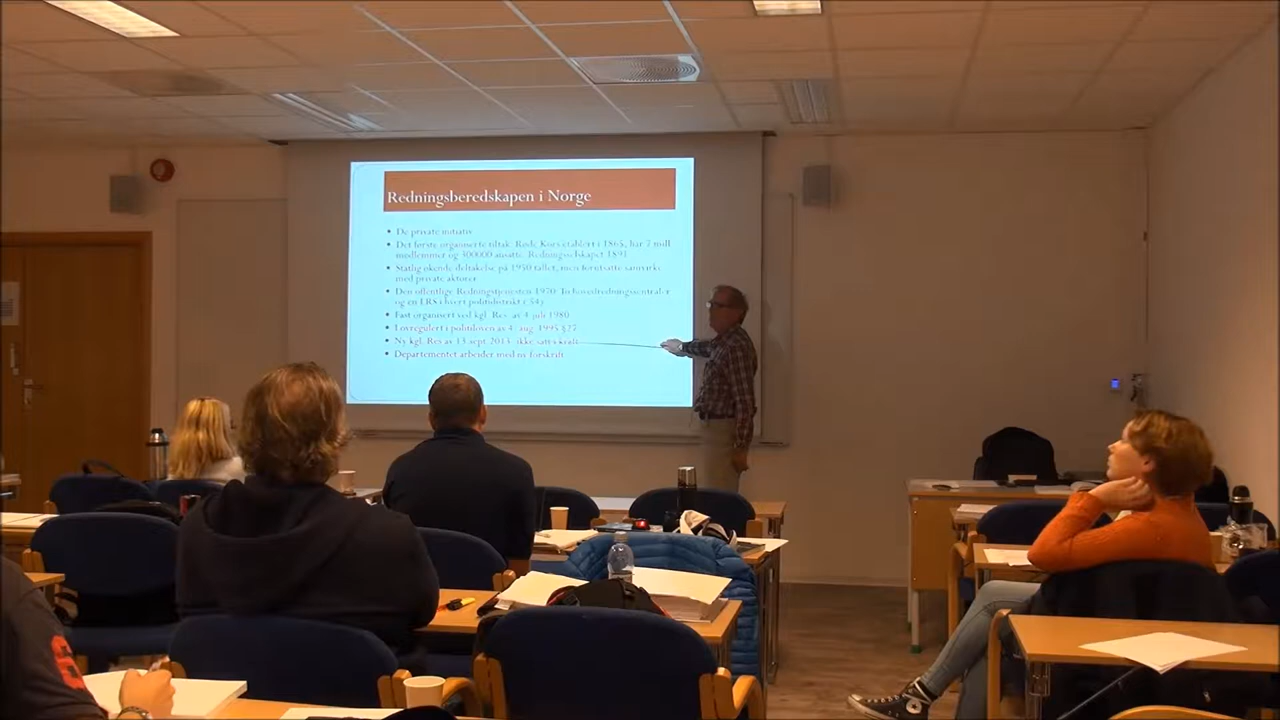 Redningsberedskapen i Norge
De private initiativ
Det første organiserte tiltak: Røde Kors etablert i 1865, har 7 mill
medlemmer og 300000 ansatte. Redningsselskapet 1891
Statlig økende deltakelse på 1950 tallet, men fortsatte samvirke
med private aktører
Den offentlige Redningstjenesten 1970: To hovedredningssentraler
og en LRS i hvert politidistrikt
Fast organisert ved kgl. Res. av 4. juli 1980
Lovregulert i politiloven av 4. aug. 1995 §27
Ny kgl. Res av 13 sept 2013- ikke satt i kraft
Departementet arbeider med ny forskrift